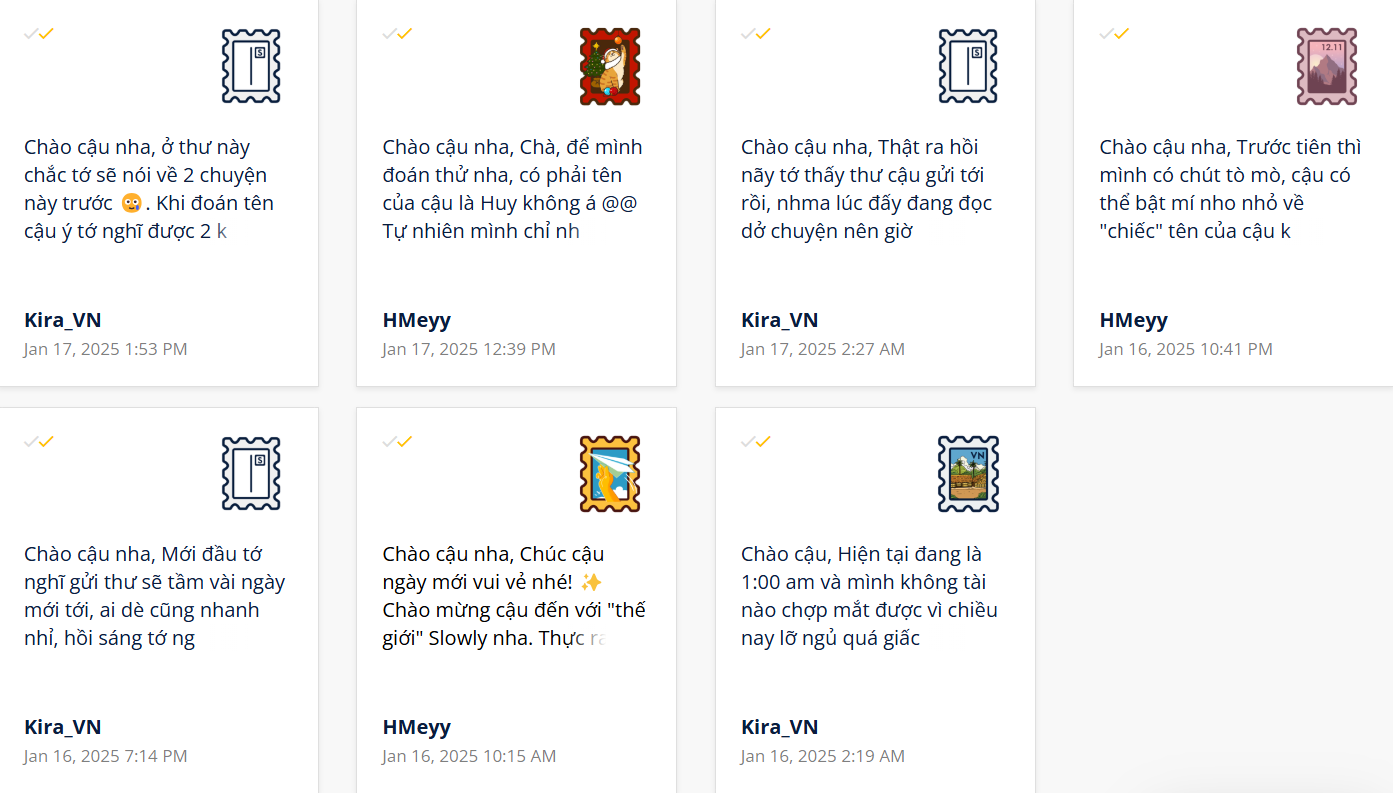 Chào cậu nha, ở thư này
chắc tớ sẽ nói về 2 chuyện
này trước 😢. Khi đoán tên
cậu ý tớ nghĩ được 2 k
Kira_VN
Jan 17, 2025 1:53 PM
Chào cậu nha, Chà, để mình
đoán thử nha, có phải tên
của cậu là Huy không á @@
Tự nhiên mình chỉ nh
HMeyy
Jan 17, 2025 12:39 PM
Chào cậu nha, Thật ra hồi
nãy tớ thấy thư cậu gửi tới
rồi, nhma lúc đấy đang đọc
dở chuyện nên giờ
Kira_VN
Jan 17, 2025 2:27 AM
12.11
Chào cậu nha, Trước tiên thì
mình có chút tò mò, cậu có
thể bật mí nho nhỏ về
"chiếc" tên của cậu k
HMeyy
Jan 16, 2025 10:41 PM
Chào cậu nha, Mới đầu tớ
nghĩ gửi thư sẽ tầm vài ngày
mới tới, ai dè cũng nhanh
nhỉ, hồi sáng tớ ng
Kira_VN
Jan 16, 2025 7:14 PM
Chào cậu nha, Chúc cậu
ngày mới vui vẻ nhé! ✨
Chào mừng cậu đến với "thế
giới" Slowly nha. Thực ra
HMeyy
Jan 16, 2025 10:15 AM
VN
Chào cậu, Hiện tại đang là
1:00 am và mình không tài
nào chợp mắt được vì chiều
nay lỡ ngủ quá giấc
Kira_VN
Jan 16, 2025 2:19 AM